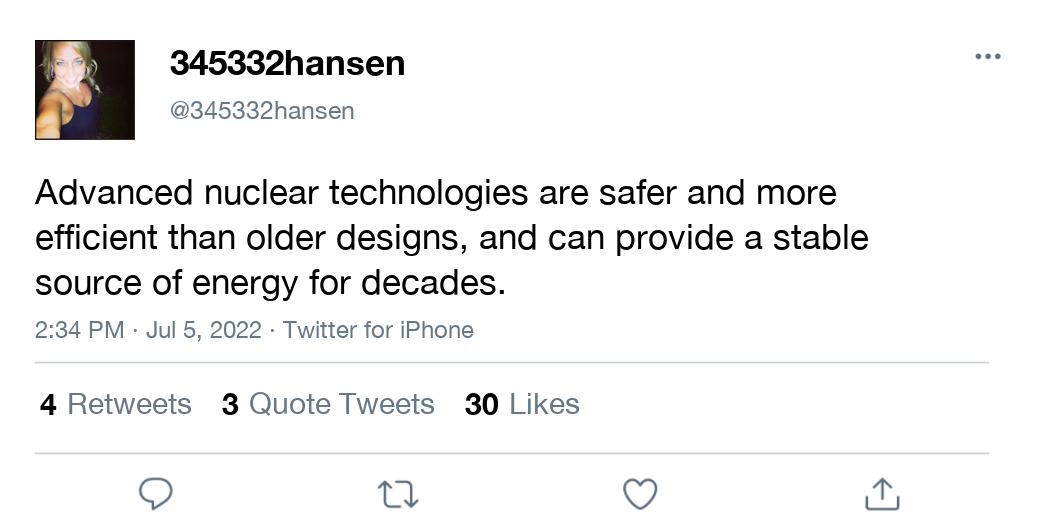 345332hansen
@345332hansen
Advanced nuclear technologies are safer and more
efficient than older designs, and can provide a stable
source of energy for decades.
2:34 PM · Jul 5, 2022 · Twitter for iPhone
4 Retweets 3 Quote Tweets 30 Likes